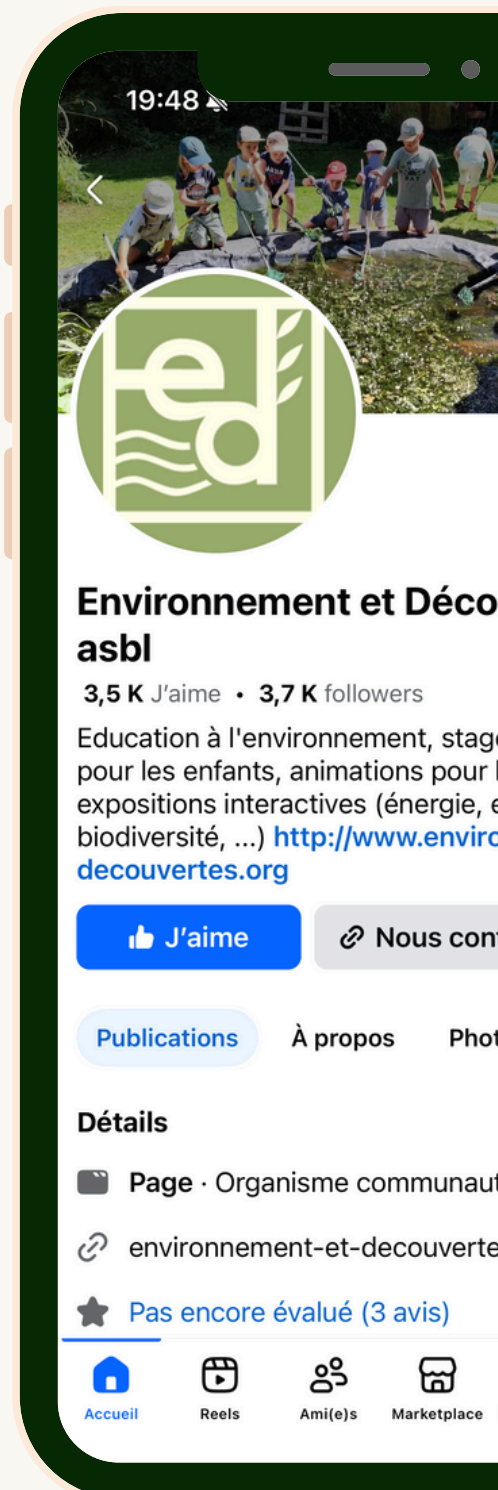 19:48
ed
Environnement et Déco
asbl
3,5 K J'aime • 3,7 K followers
Education à l'environnement, stag
pour les enfants, animations pour
expositions interactives (énergie, e
biodiversité, ...) http://www.enviro
decouvertes.org
J'aime
Nous con
Publications
À propos
Phot
Détails
Page · Organisme communaut
environnement-et-decouverte
Pas encore évalué (3 avis)
Accueil
Reels
Ami(e)s
Marketplace